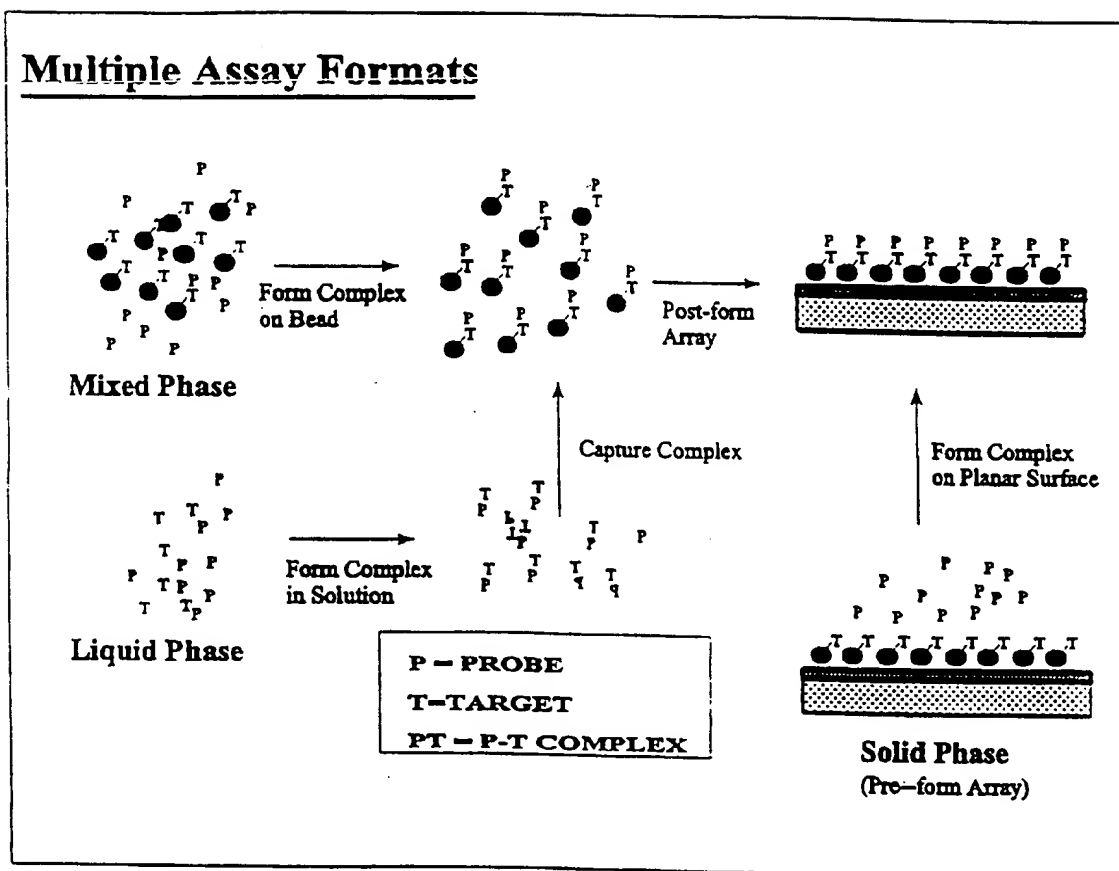 Multiple Assay Formats
P
T
P
T
P
T
T
P
T
T
P
T
T
P
T
P
P
T
P
P
P
P
P
P
Form Complex
on Bead
Mixed Phase
P
T
P
T
P
T
P
T
P
T
P
T
P
T
P
T
P
T
P
T
Post-form
Array
P P P P P P P P
T T T T T T T T
Capture Complex
Form Complex
on Planar Surface
P
T
T
P
P
T
P
P
P
T
P
P
T
T
P
Form Complex
in Solution
Liquid Phase
T
P
T
P
T
P
P
T
P
T
P
T
P
T
P
P
P
P
P
P
P
P
P
P
P
P
T T T T T T T T
P – PROBE
T–TARGET
PT – P-T COMPLEX
Solid Phase
(Pre–form Array)